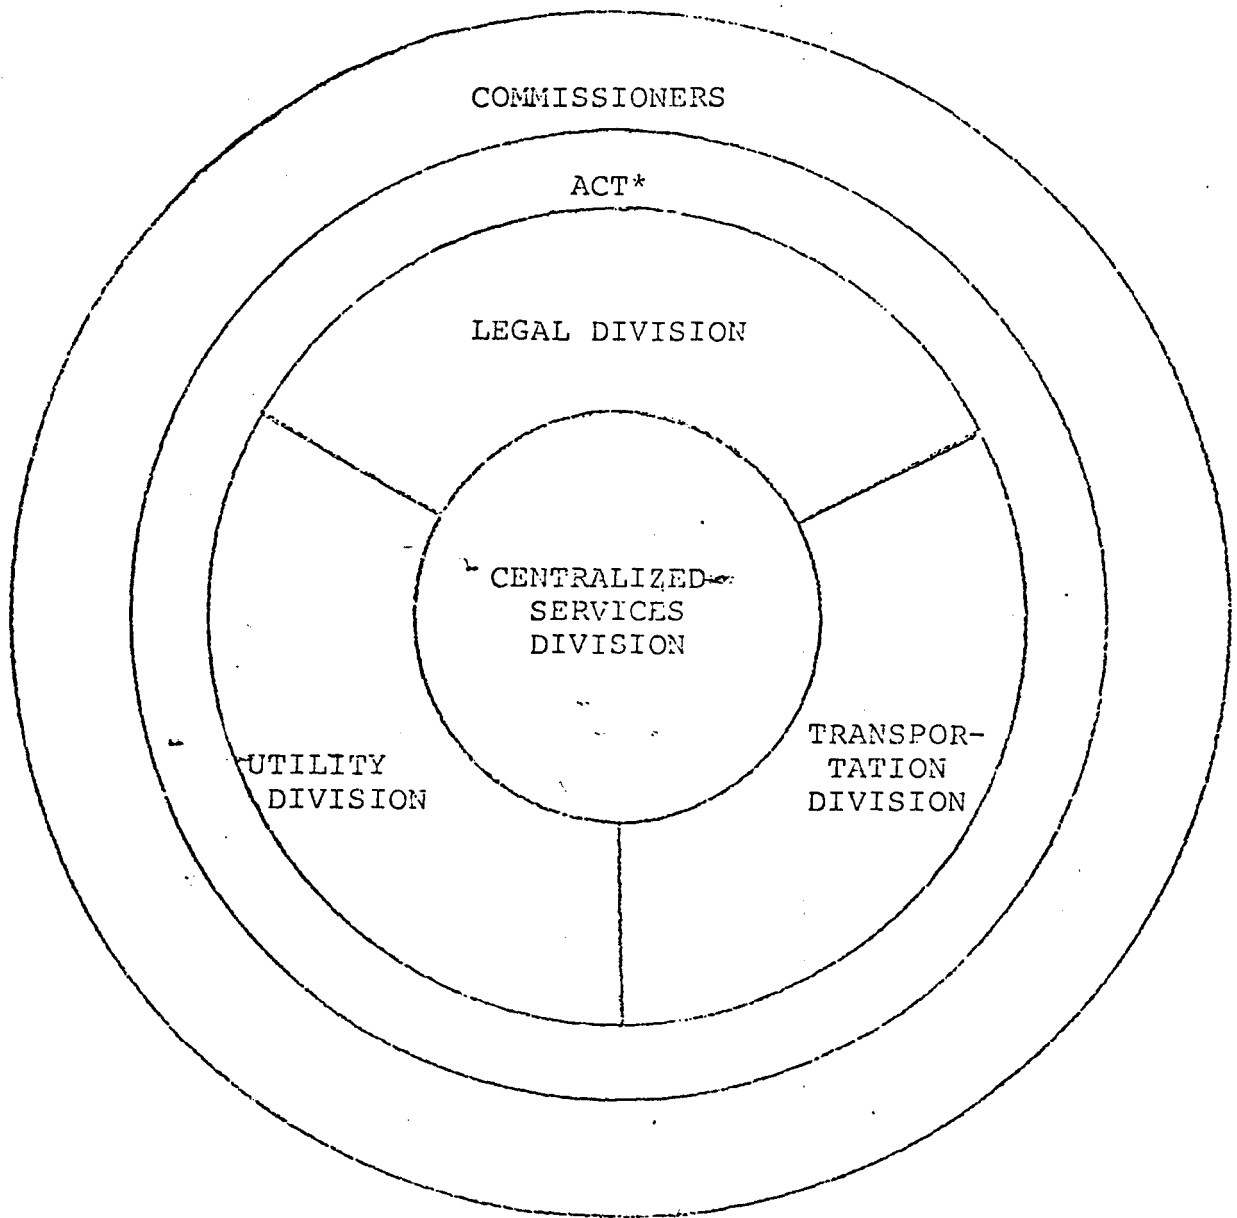 COMMISSIONERS
ACT*
LEGAL DIVISION
CENTRALIZED
SERVICES
DIVISION
UTILITY
DIVISION
TRANSPOR-
TATION
DIVISION